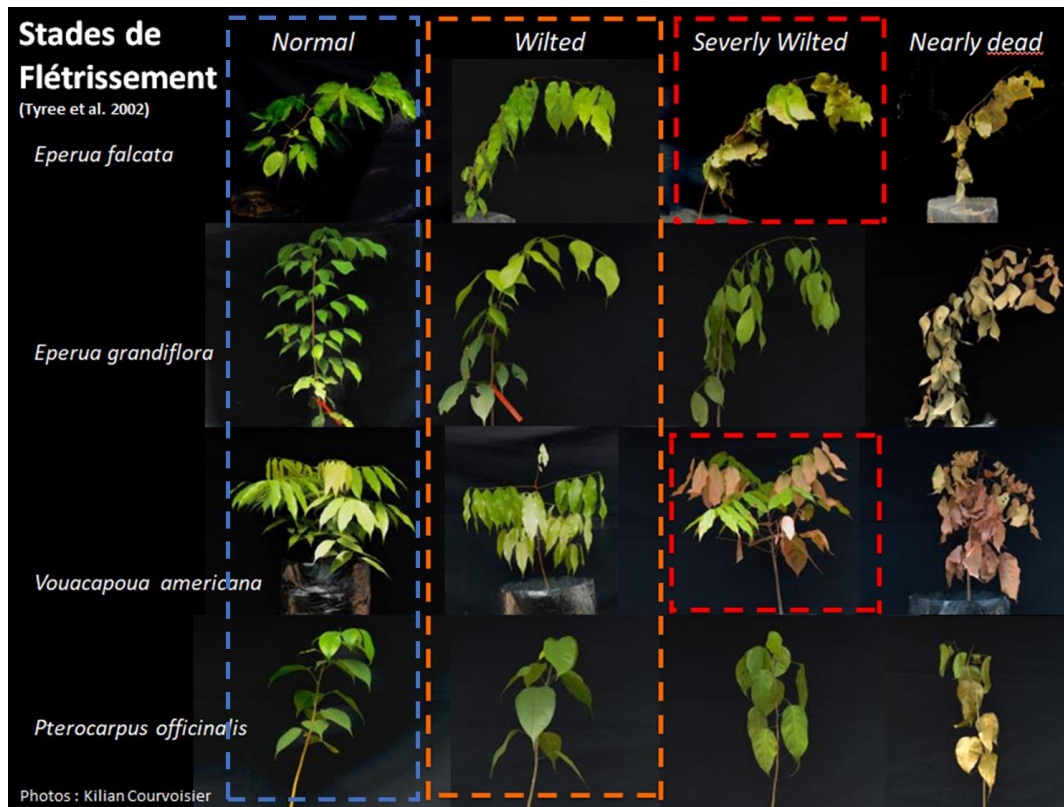 Stades de
Flétrissement
(Tyree et al. 2002)
Normal
Wilted
Severly Wilted
Nearly dead
Eperua falcata
Eperua grandiflora
Vouacapoua americana
Pterocarpus officinalis
Photos : Kilian Courvoisier